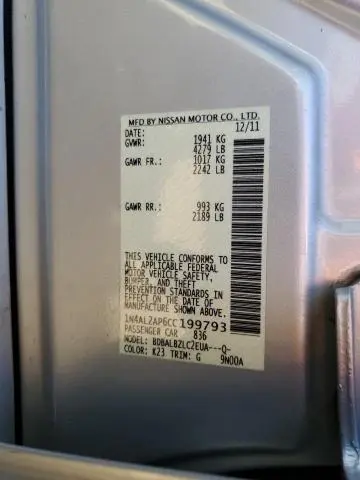 MFD BY NISSAN MOTOR CO., LTD.
DATE: 12/11
GVWR: 1941 KG
4279 LB
GAWR FR.: 1017 KG
2242 LB
GAWR RR.: 993 KG
2189 LB
THIS VEHICLE CONFORMS TO
ALL APPLICABLE FEDERAL
MOTOR VEHICLE SAFETY,
BUMPER, AND THEFT
PREVENTION STANDARDS IN
EFFECT ON THE DATE OF
MANUFACTURE SHOWN ABOVE.
1N4AL2AP6CC199793
PASSENGER CAR 836
MODEL: BDBALBZLC2EUA---Q-
COLOR: K23 TRIM: G 9N00A